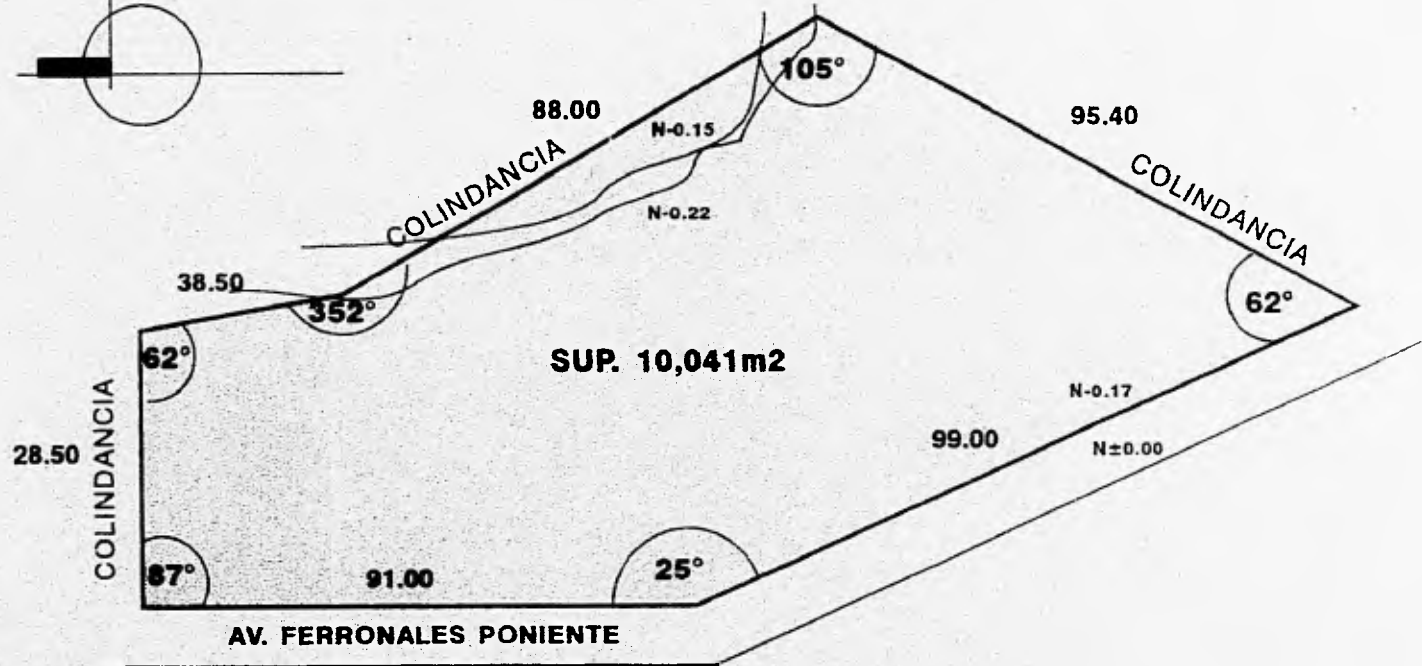 105°
88.00
95.40
N-0.15
COLINDANCIA
COLINDANCIA
N-0.22
38.50
352°
62°
62°
SUP. 10,041m2
COLINDANCIA
N-0.17
28.50
99.00
N±0.00
87°
91.00
25°
AV. FERRONALES PONIENTE